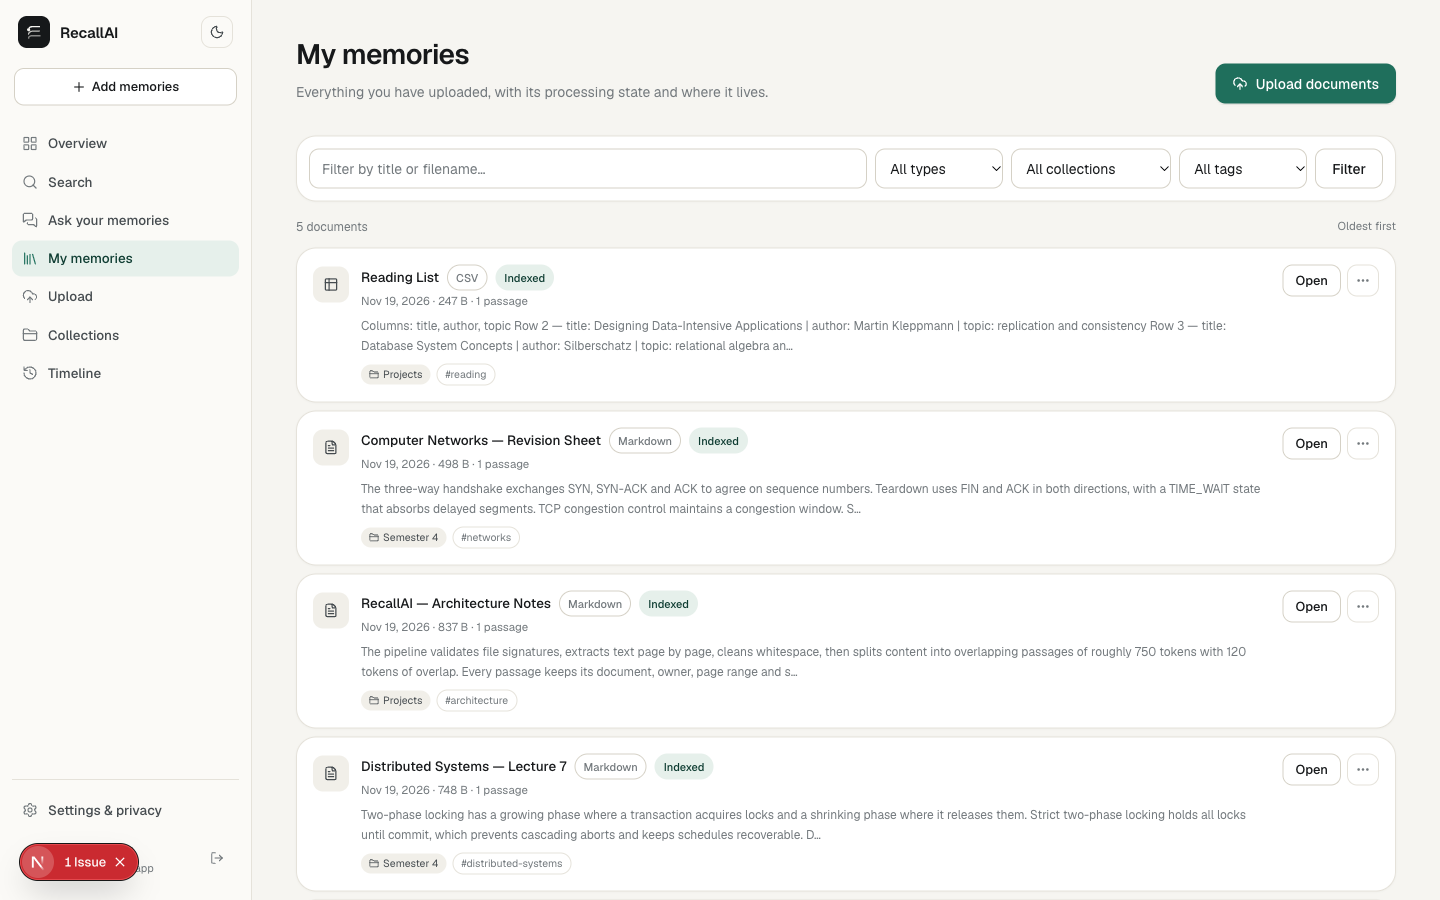 RecallAI
Add memories
Overview
Search
Ask your memories
My memories
Upload
Collections
Timeline
Settings & privacy
1 Issue
app
My memories
Everything you have uploaded, with its processing state and where it lives.
Upload documents
Filter by title or filename...
All types
All collections
All tags
Filter
5 documents
Oldest first
Reading List CSV Indexed
Open
Nov 19, 2026 · 247 B · 1 passage
Columns: title, author, topic Row 2 — title: Designing Data-Intensive Applications | author: Martin Kleppmann | topic: replication and consistency Row 3 — title:
Database System Concepts | author: Silberschatz | topic: relational algebra an...
Projects #reading
Computer Networks — Revision Sheet Markdown Indexed
Open
Nov 19, 2026 · 498 B · 1 passage
The three-way handshake exchanges SYN, SYN-ACK and ACK to agree on sequence numbers. Teardown uses FIN and ACK in both directions, with a TIME_WAIT state
that absorbs delayed segments. TCP congestion control maintains a congestion window. S...
Semester 4 #networks
RecallAI — Architecture Notes Markdown Indexed
Open
Nov 19, 2026 · 837 B · 1 passage
The pipeline validates file signatures, extracts text page by page, cleans whitespace, then splits content into overlapping passages of roughly 750 tokens with 120
tokens of overlap. Every passage keeps its document, owner, page range and s...
Projects #architecture
Distributed Systems — Lecture 7 Markdown Indexed
Open
Nov 19, 2026 · 748 B · 1 passage
Two-phase locking has a growing phase where a transaction acquires locks and a shrinking phase where it releases them. Strict two-phase locking holds all locks
until commit, which prevents cascading aborts and keeps schedules recoverable. D...
Semester 4 #distributed-systems